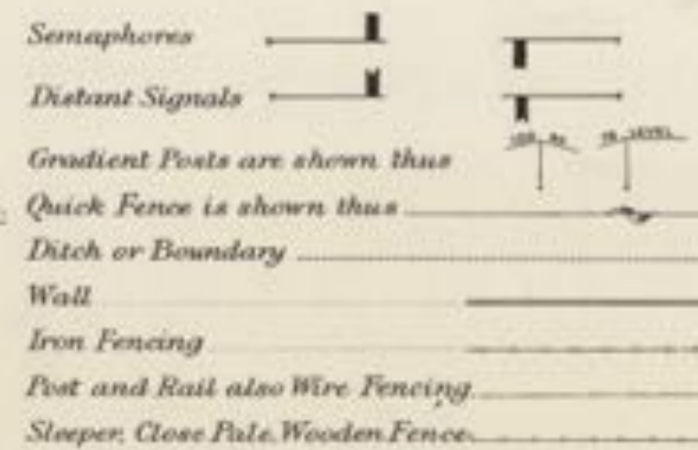 Semaphores
Distant Signals
Gradient Posts are shown thus
Quick Fence is shown thus
Ditch or Boundary
Wall
Iron Fencing
Post and Rail also Wire Fencing
Sleeper, Close Pale, Wooden Fence